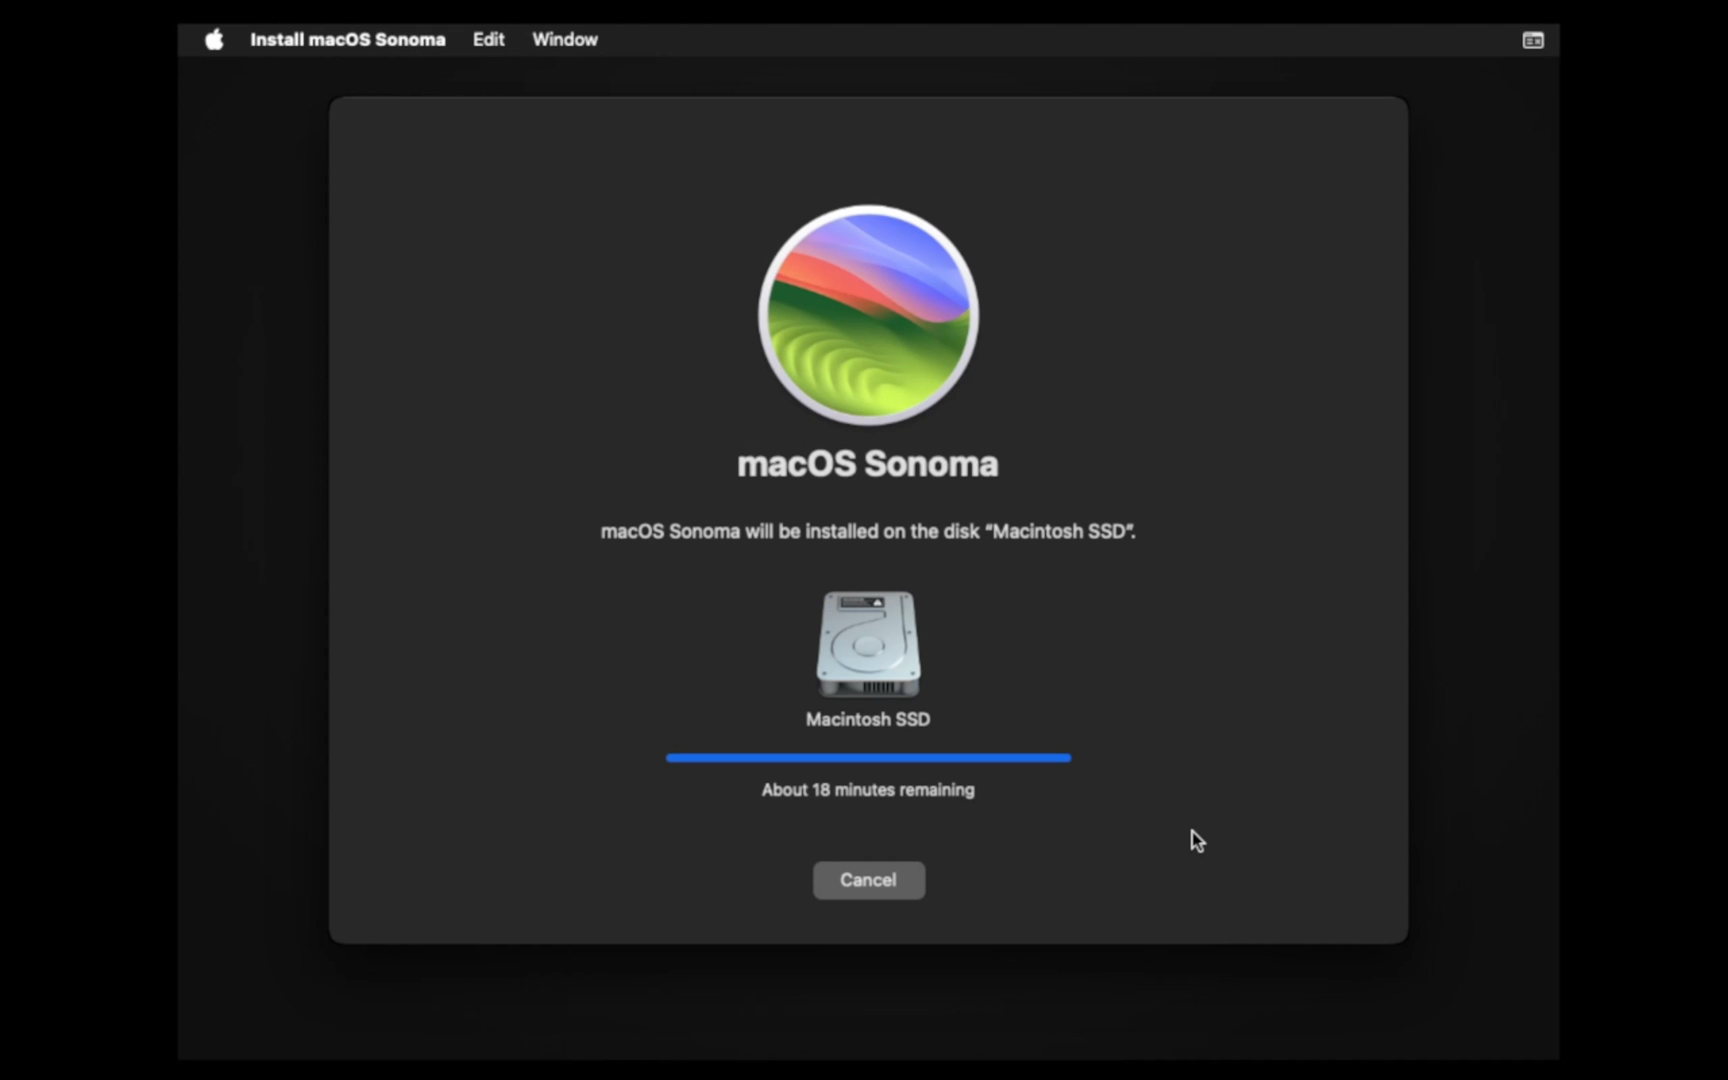 Install macOS Sonoma Edit Window
macOS Sonoma
macOS Sonoma will be installed on the disk “Macintosh SSD”.
Macintosh SSD
About 18 minutes remaining
Cancel